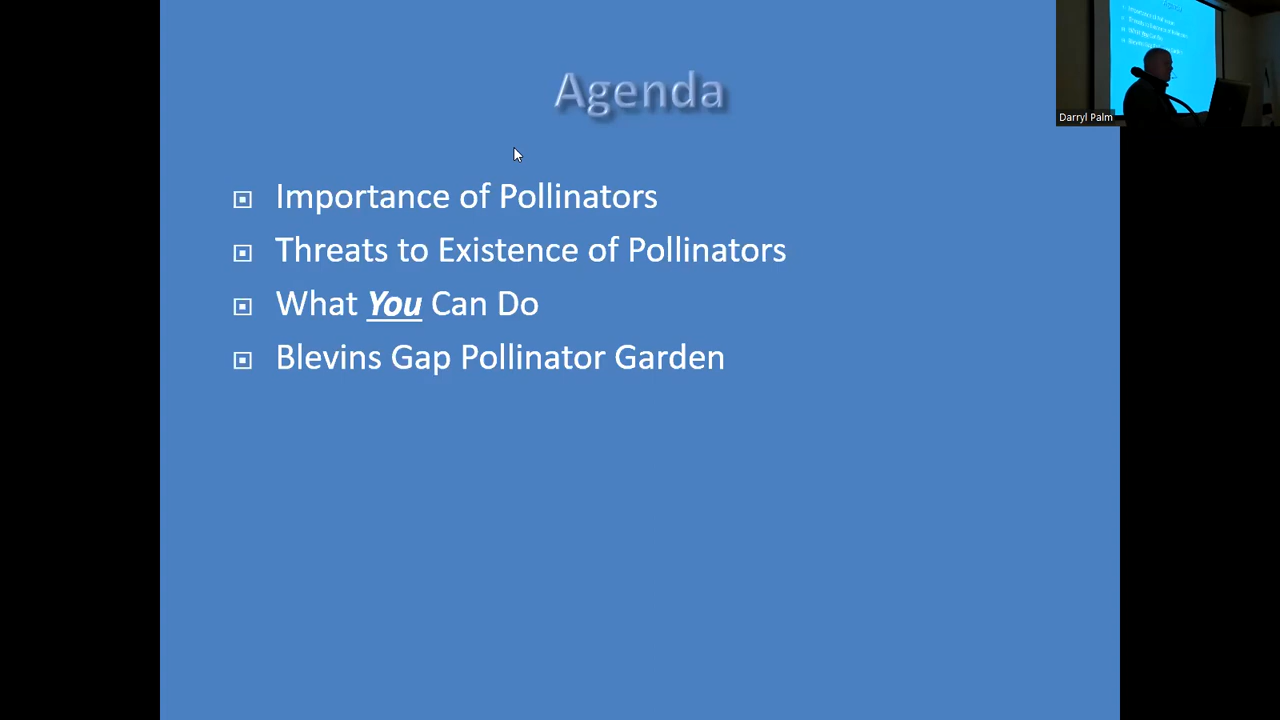 Agenda
Importance of Pollinators
Threats to Existence of Pollinators
What You Can Do
Blevins Gap Pollinator Garden
Darryl Palm